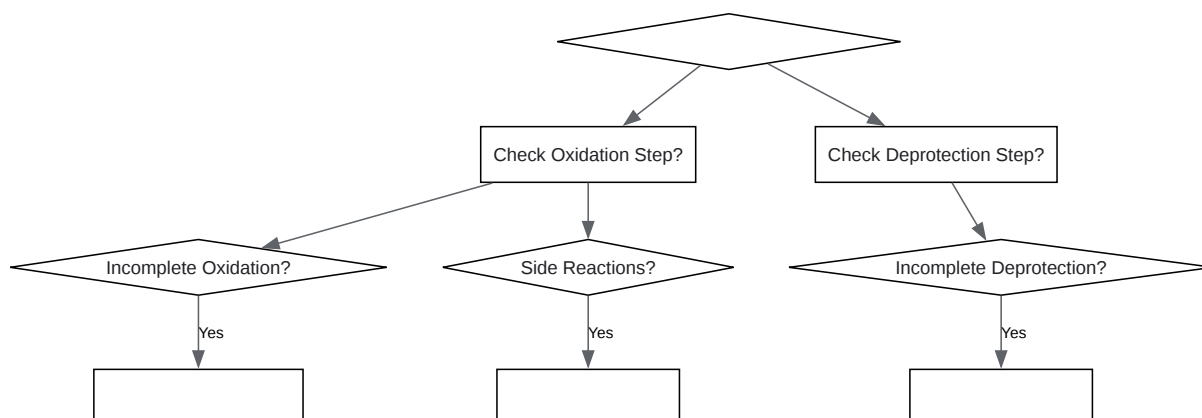 Check Oxidation Step?
Check Deprotection Step?
Incomplete Oxidation?
Side Reactions?
Incomplete Deprotection?
Yes
Yes
Yes